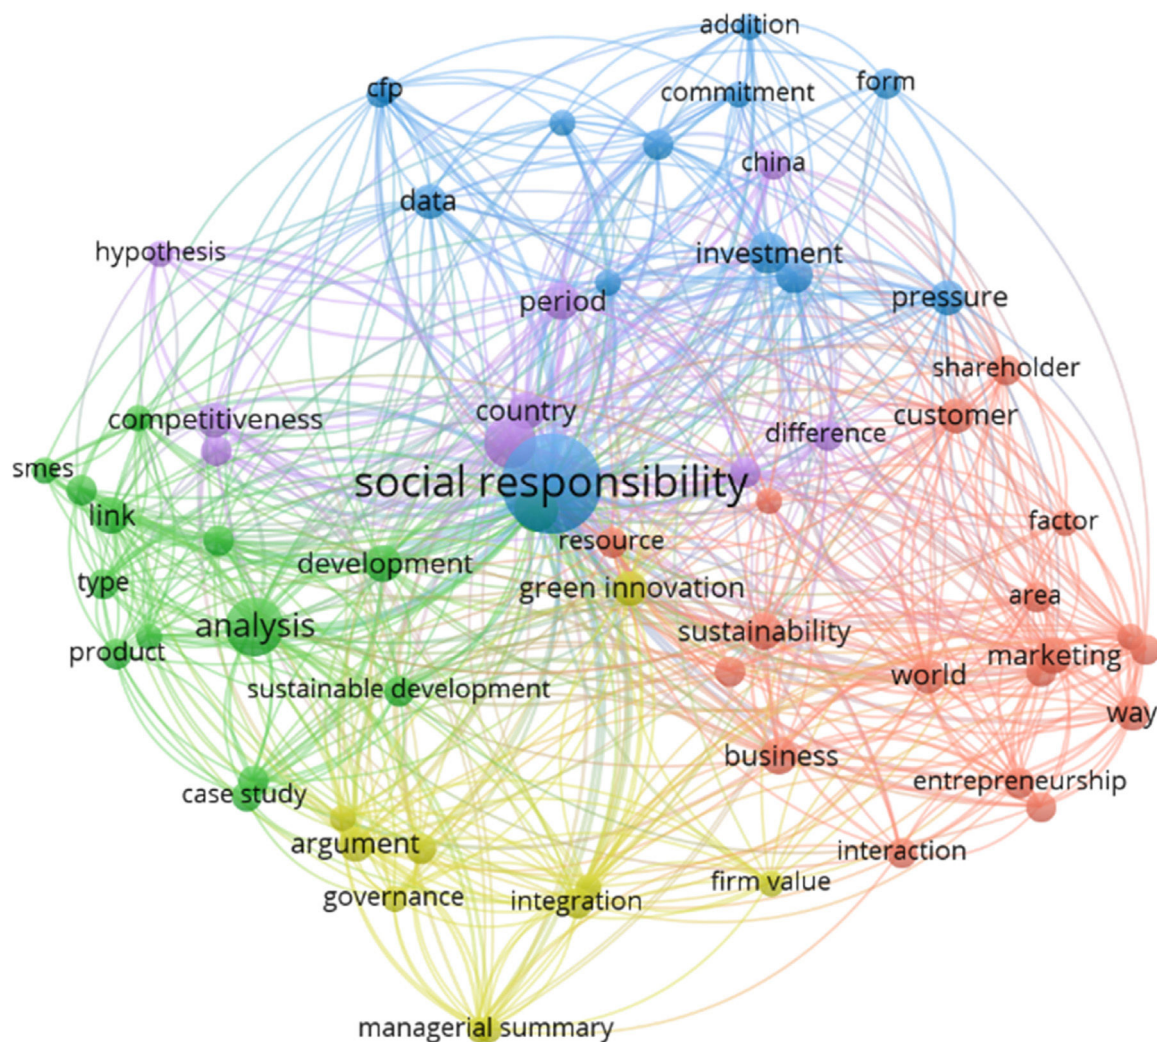 addition
cfp
form
commitment
china
data
hypothesis
investment
period
pressure
shareholder
country
customer
competitiveness
difference
smes
social responsibility
link
factor
resource
development
type
green innovation
area
analysis
sustainability
product
marketing
world
sustainable development
way
business
entrepreneurship
case study
argument
interaction
firm value
governance
integration
managerial summary